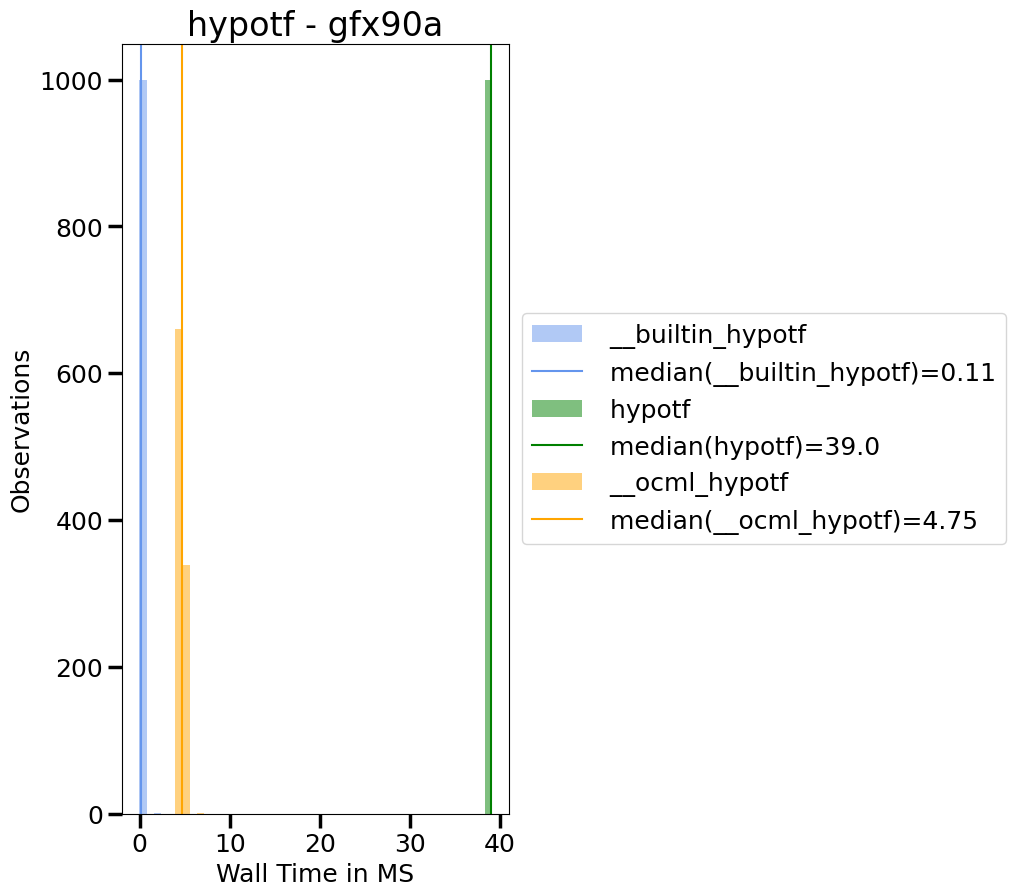 hypotf - gfx90a
1000
800
600
400
200
0
Observations
0 10 20 30 40
Wall Time in MS
__builtin_hypotf
median(__builtin_hypotf)=0.11
hypotf
median(hypotf)=39.0
__ocml_hypotf
median(__ocml_hypotf)=4.75